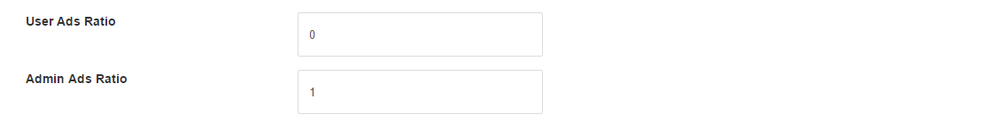 User Ads Ratio
0
Admin Ads Ratio
1